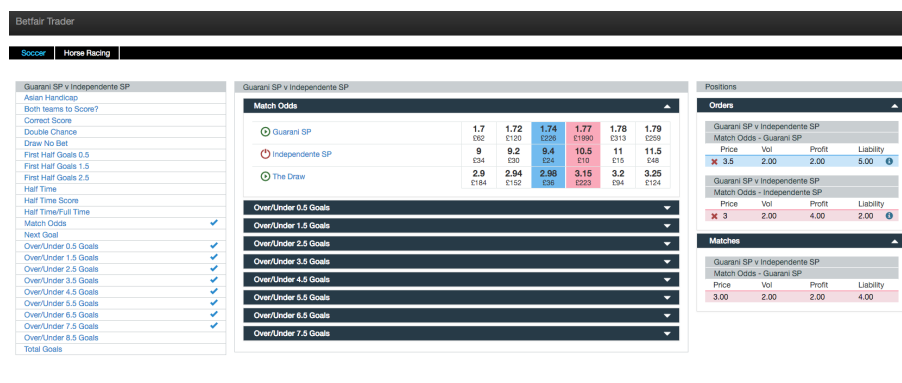 Betfair Trader
Soccer Horse Racing
Guarani SP v Independente SP
Asian Handicap
Both teams to Score?
Correct Score
Double Chance
Draw No Bet
First Half Goals 0.5
First Half Goals 1.5
First Half Goals 2.5
Half Time
Half Time Score
Half Time/Full Time
Match Odds
Next Goal
Over/Under 0.5 Goals
Over/Under 1.5 Goals
Over/Under 2.5 Goals
Over/Under 3.5 Goals
Over/Under 4.5 Goals
Over/Under 5.5 Goals
Over/Under 6.5 Goals
Over/Under 7.5 Goals
Over/Under 8.5 Goals
Total Goals
Guarani SP v Independente SP
Match Odds
Guarani SP 1.7 1.72 1.74 1.77 1.78 1.79
£62 £120 £226 £1990 £313 £259
Independente SP 9 9.2 9.4 10.5 11 11.5
£34 £30 £24 £10 £15 £48
The Draw 2.9 2.94 2.98 3.15 3.2 3.25
£184 £152 £36 £223 £94 £124
Over/Under 0.5 Goals
Over/Under 1.5 Goals
Over/Under 2.5 Goals
Over/Under 3.5 Goals
Over/Under 4.5 Goals
Over/Under 5.5 Goals
Over/Under 6.5 Goals
Over/Under 7.5 Goals
Positions
Orders
Guarani SP v Independente SP
Match Odds - Guarani SP
Price Vol Profit Liability
3.5 2.00 2.00 5.00
Guarani SP v Independente SP
Match Odds - Independente SP
Price Vol Profit Liability
3 2.00 4.00 2.00
Matches
Guarani SP v Independente SP
Match Odds - Guarani SP
Price Vol Profit Liability
3.00 2.00 2.00 4.00